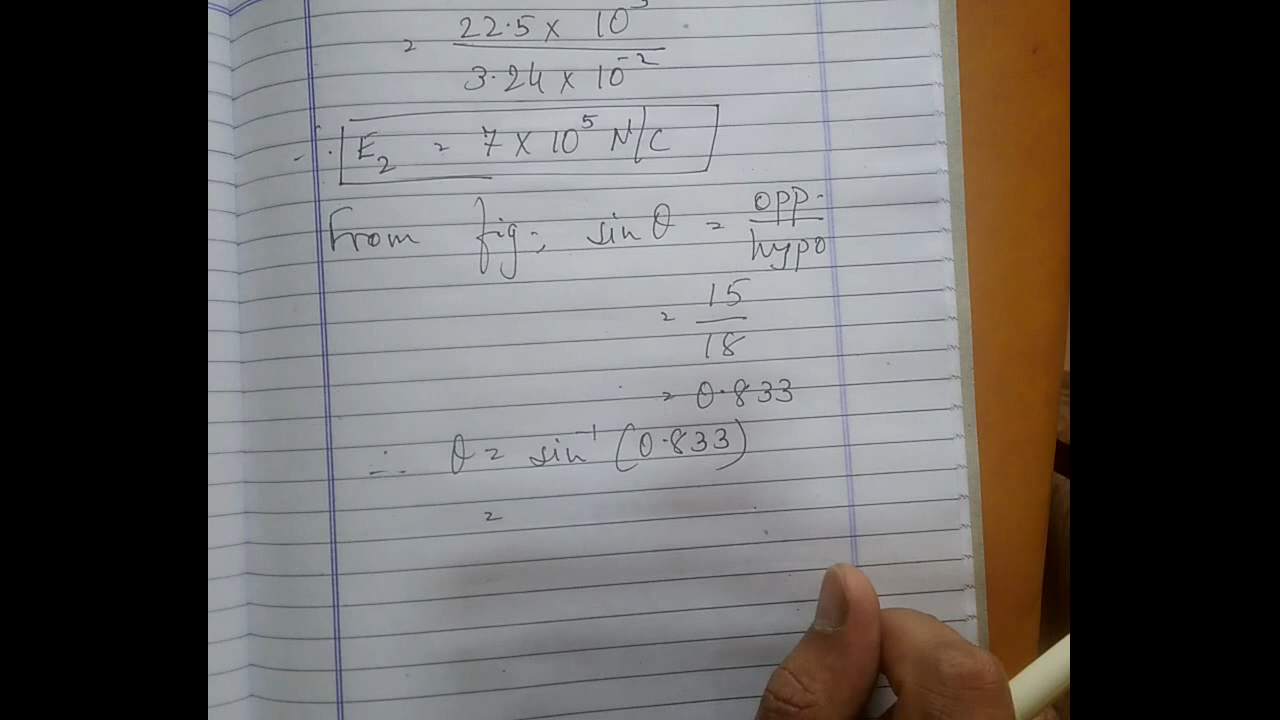 = 22.5 × 10³ / 3.24 × 10⁻²
∴ E₂ = 7 × 10⁵ N/C
From fig; sin θ = opp. / hypo
= 15 / 18
= 0.833
∴ θ = sin⁻¹ (0.833)
=